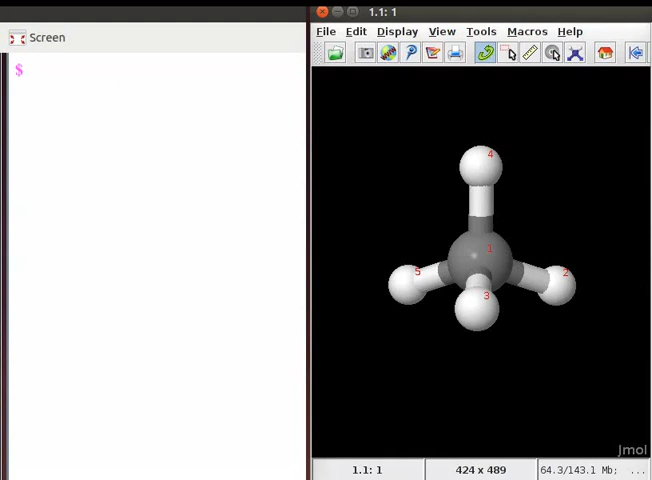 1.1: 1
Screen
File Edit Display View Tools Macros Help
$
4
1
5
2
3
Jmol
1.1: 1
424 x 489
64.3/143.1 Mb; ...